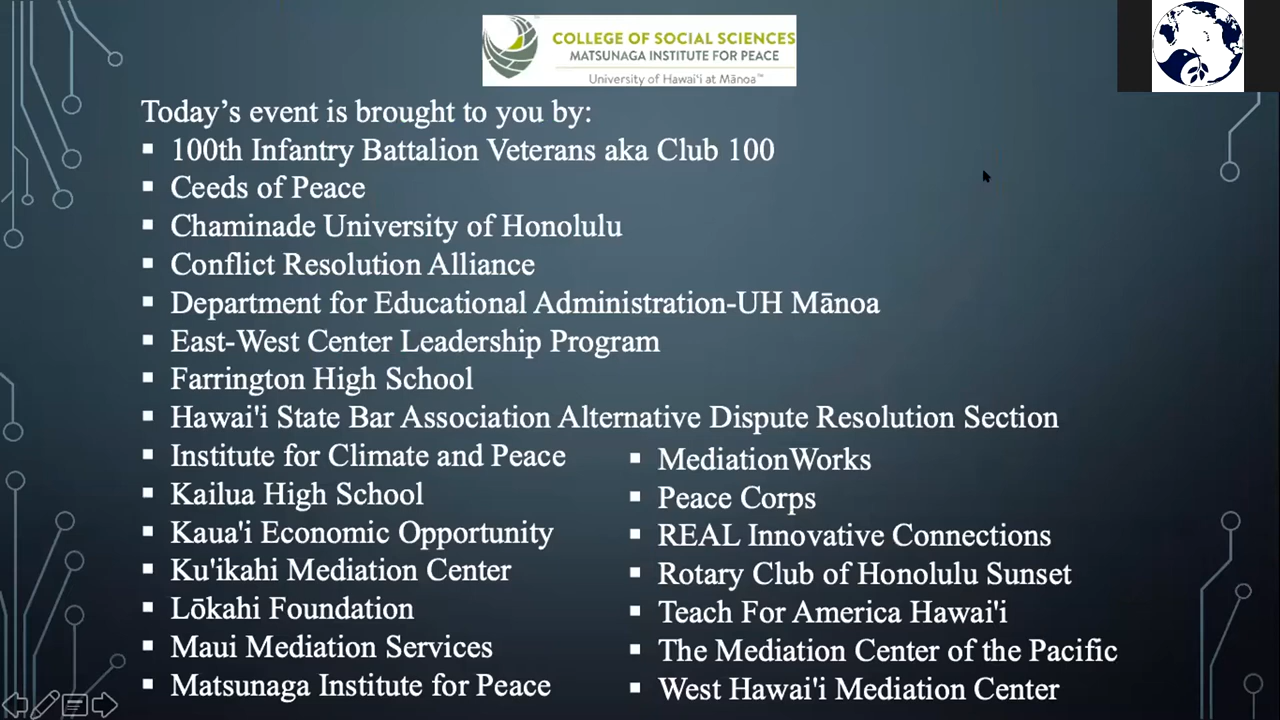 COLLEGE OF SOCIAL SCIENCES
MATSUNAGA INSTITUTE FOR PEACE
University of Hawai'i at Mānoa™
Today's event is brought to you by:
▪ 100th Infantry Battalion Veterans aka Club 100
▪ Ceeds of Peace
▪ Chaminade University of Honolulu
▪ Conflict Resolution Alliance
▪ Department for Educational Administration-UH Mānoa
▪ East-West Center Leadership Program
▪ Farrington High School
▪ Hawai'i State Bar Association Alternative Dispute Resolution Section
▪ Institute for Climate and Peace
▪ Kailua High School
▪ Kaua'i Economic Opportunity
▪ Ku'ikahi Mediation Center
▪ Lōkahi Foundation
▪ Maui Mediation Services
▪ Matsunaga Institute for Peace
▪ MediationWorks
▪ Peace Corps
▪ REAL Innovative Connections
▪ Rotary Club of Honolulu Sunset
▪ Teach For America Hawai'i
▪ The Mediation Center of the Pacific
▪ West Hawai'i Mediation Center